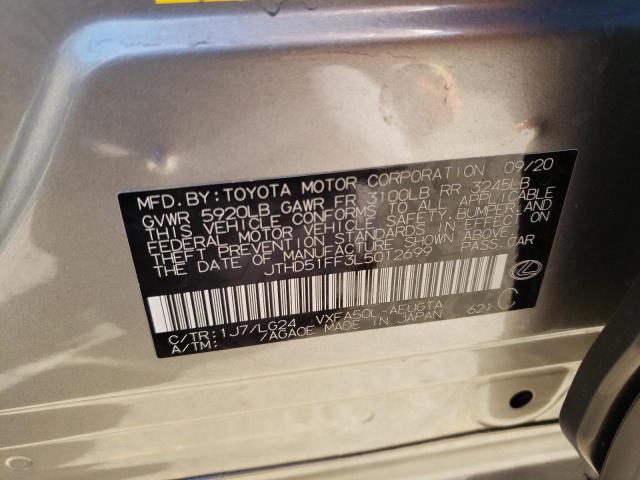 MFD.BY:TOYOTA MOTOR CORPORATION 09/20
GVWR 5920LB GAWR FR 3100LB RR 3245LB
THIS VEHICLE CONFORMS TO ALL APPLICABLE
FEDERAL MOTOR VEHICLE SAFETY, BUMPER, AND
THEFT PREVENTION STANDARDS IN EFFECT ON
THE DATE OF MANUFACTURE SHOWN ABOVE.
JTHD51FF3L5012699 PASS.CAR
C/TR:1J7/LG24 VXFA50L-AEUGTA
A/TM: /AGA0E MADE IN JAPAN 621 C